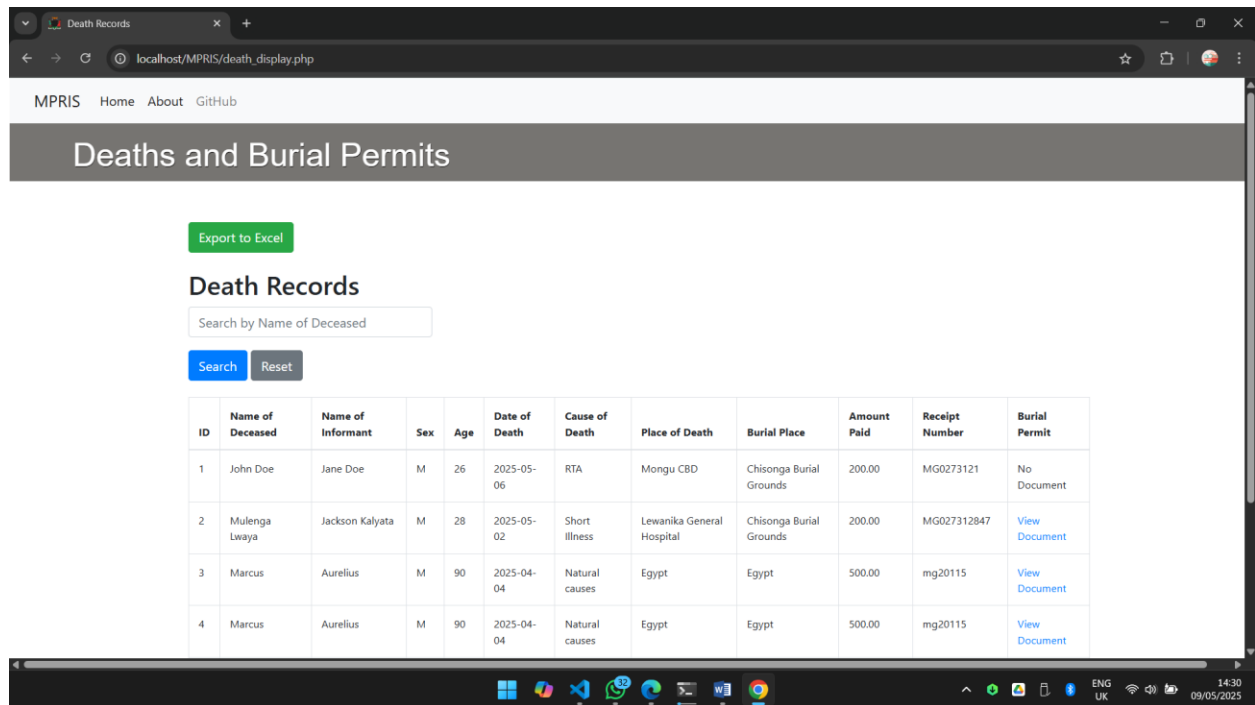 Death Records
localhost/MPRIS/death_display.php
MPRIS Home About GitHub
Deaths and Burial Permits
Export to Excel
Death Records
Search by Name of Deceased
Search Reset
ID Name of Deceased Name of Informant Sex Age Date of Death Cause of Death Place of Death Burial Place Amount Paid Receipt Number Burial Permit
1 John Doe Jane Doe M 26 2025-05-06 RTA Mongu CBD Chisonga Burial Grounds 200.00 MG0273121 No Document
2 Mulenga Lwaya Jackson Kalyata M 28 2025-05-02 Short Illness Lewanika General Hospital Chisonga Burial Grounds 200.00 MG027312847 View Document
3 Marcus Aurelius M 90 2025-04-04 Natural causes Egypt Egypt 500.00 mg20115 View Document
4 Marcus Aurelius M 90 2025-04-04 Natural causes Egypt Egypt 500.00 mg20115 View Document
32
ENG
UK
14:30
09/05/2025